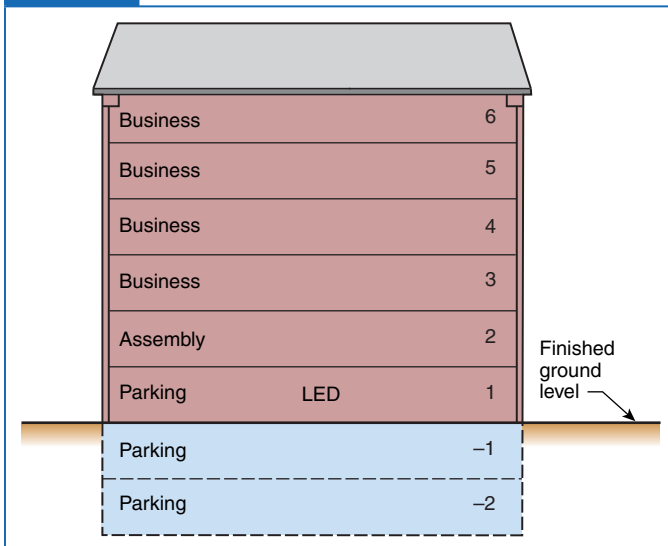 Business 6
Business 5
Business 4
Business 3
Assembly 2
Finished
ground
level
Parking LED 1
Parking –1
Parking –2